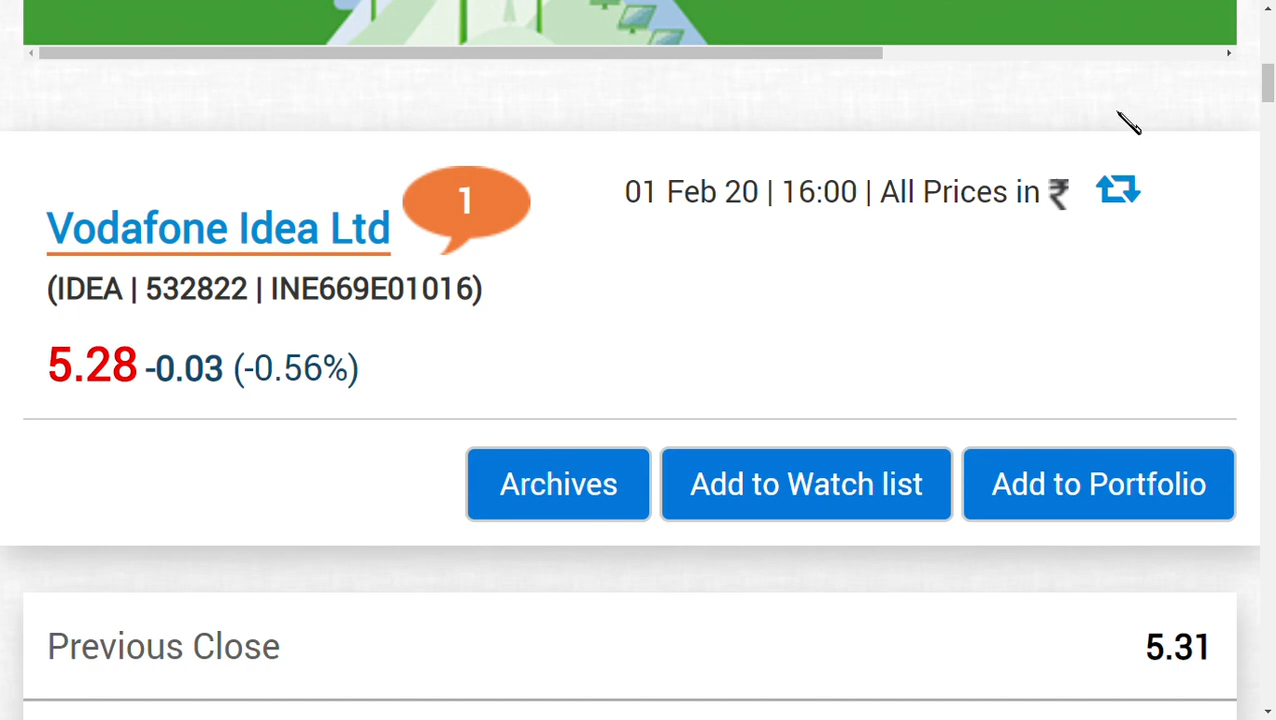 1
01 Feb 20 | 16:00 | All Prices in ₹
Vodafone Idea Ltd
(IDEA | 532822 | INE669E01016)
5.28 -0.03 (-0.56%)
Archives
Add to Watch list
Add to Portfolio
Previous Close
5.31